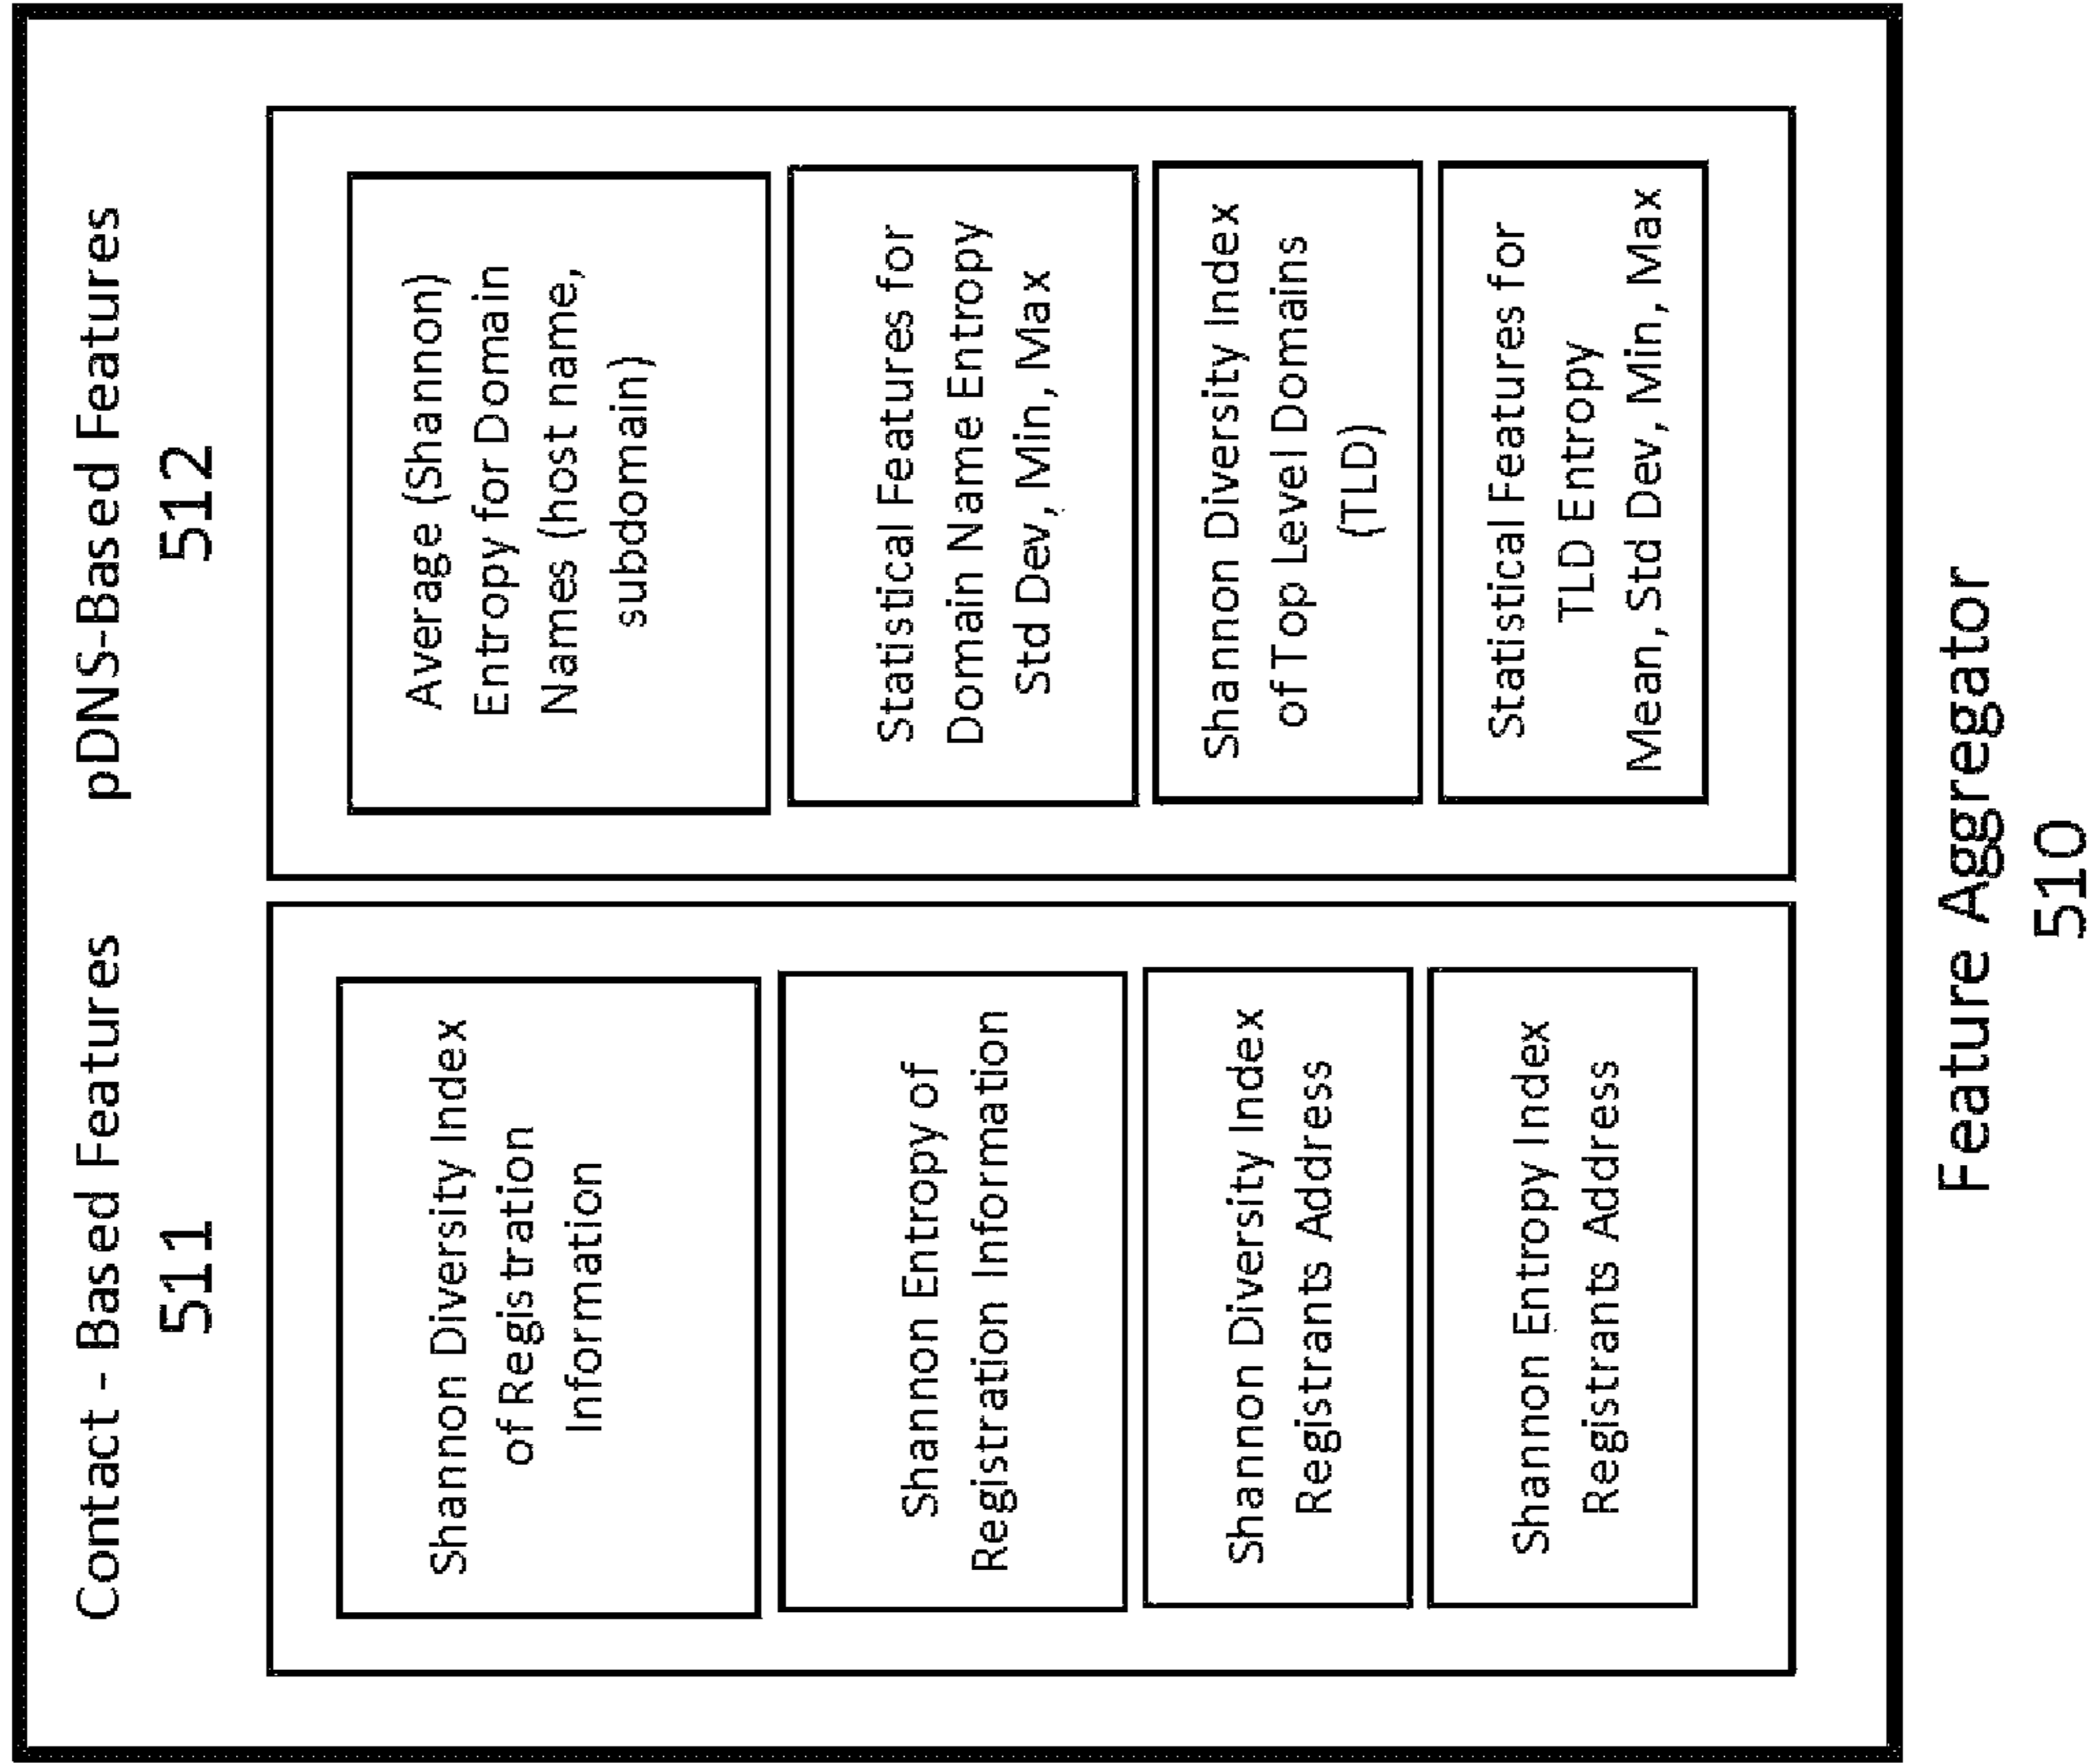 Contact - Based Features
511
Shannon Diversity Index
of Registration
Information
Shannon Entropy of
Registration Information
Shannon Diversity Index
Registrants Address
Shannon Entropy Index
Registrants Address
pDNS-Based Features
512
Average (Shannon)
Entropy for Domain
Names (host name,
subdomain)
Statistical Features for
Domain Name Entropy
Std Dev, Min, Max
Shannon Diversity Index
of Top Level Domains
(TLD)
Statistical Features for
TLD Entropy
Mean, Std Dev, Min, Max
Feature Aggregator
510